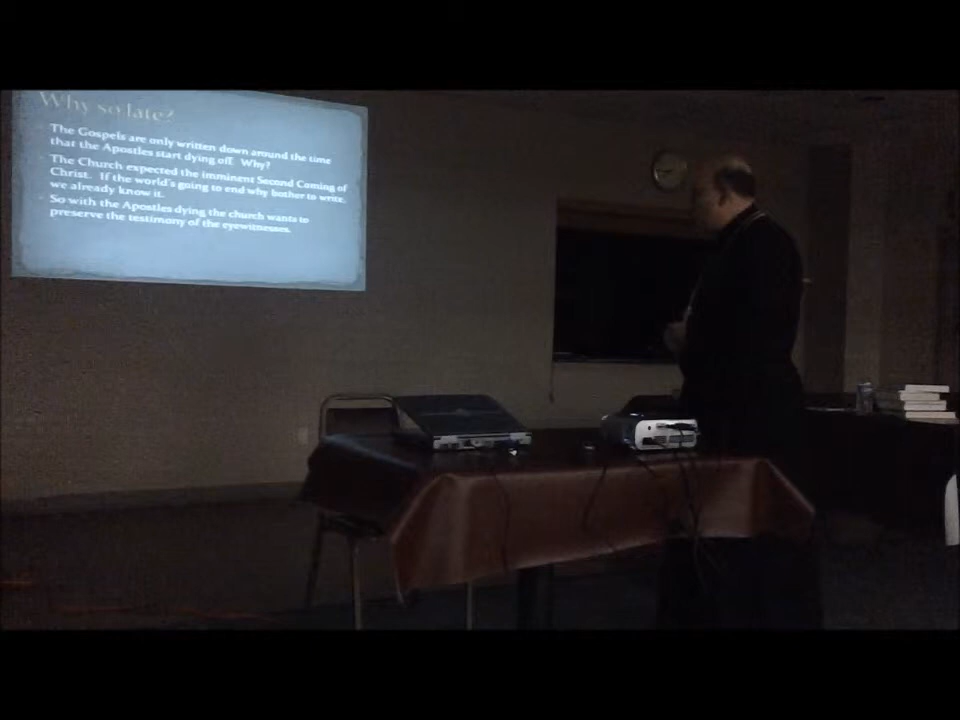 Why so late?
The Gospels are only written down around the time
that the Apostles start dying off. Why?
The Church expected the imminent Second Coming of
Christ. If the world's going to end why bother to write,
we already know it.
So with the Apostles dying the church wants to
preserve the testimony of the eyewitnesses.